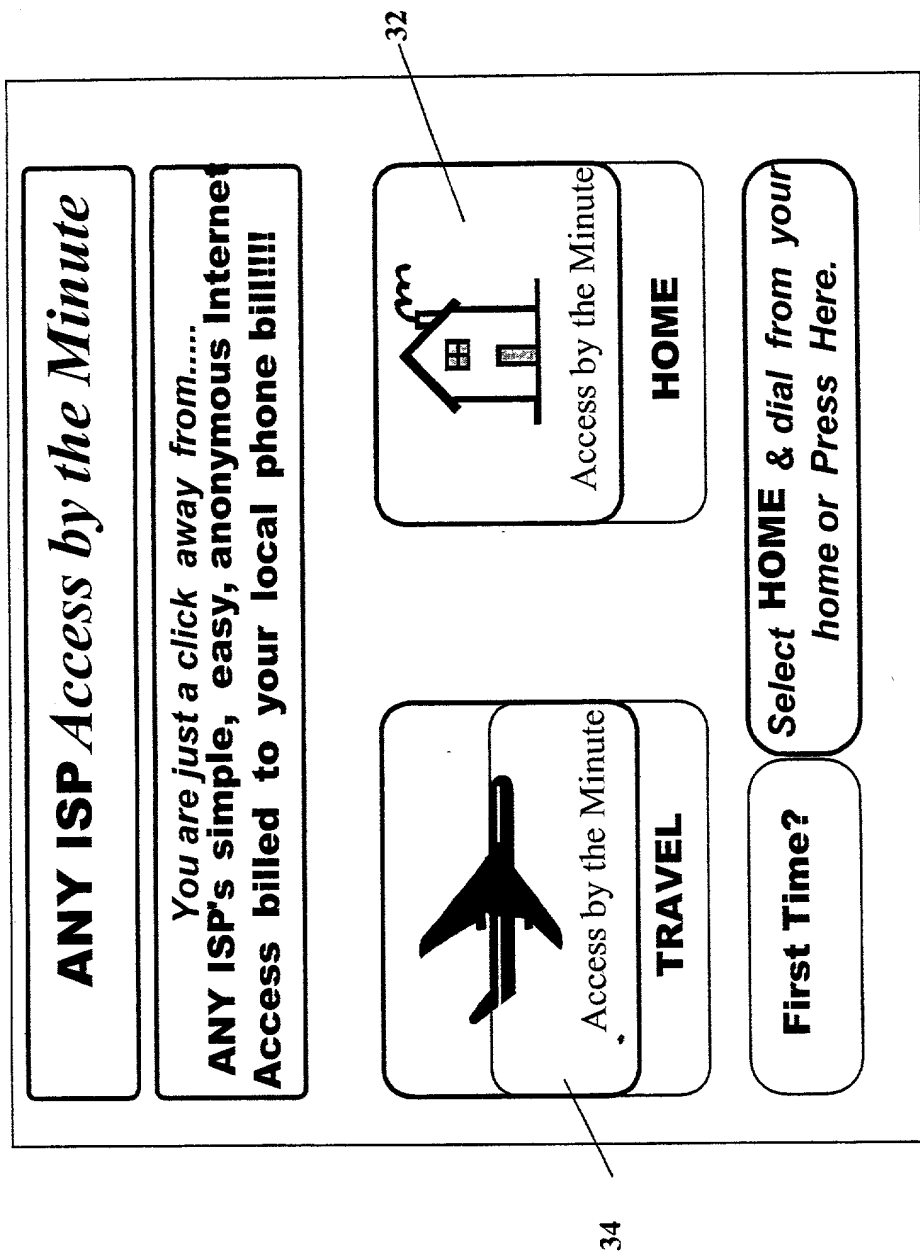 ANY ISP Access by the Minute
You are just a click away from.....
ANY ISP's simple, easy, anonymous Internet
Access billed to your local phone bill!!!!
Access by the Minute
TRAVEL
34
Access by the Minute
HOME
32
First Time?
Select HOME & dial from your
home or Press Here.